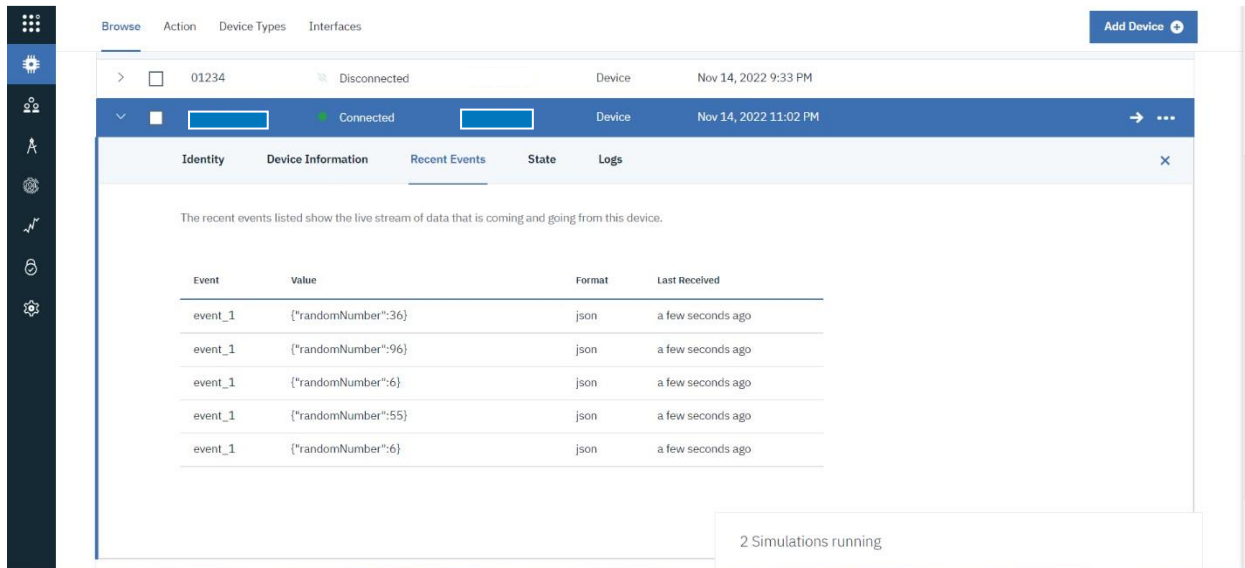 Browse Action Device Types Interfaces Add Device
01234 Disconnected Device Nov 14, 2022 9:33 PM
Connected Device Nov 14, 2022 11:02 PM
Identity Device Information Recent Events State Logs
The recent events listed show the live stream of data that is coming and going from this device.
Event Value Format Last Received
event_1 {"randomNumber":36} json a few seconds ago
event_1 {"randomNumber":96} json a few seconds ago
event_1 {"randomNumber":6} json a few seconds ago
event_1 {"randomNumber":55} json a few seconds ago
event_1 {"randomNumber":6} json a few seconds ago
2 Simulations running